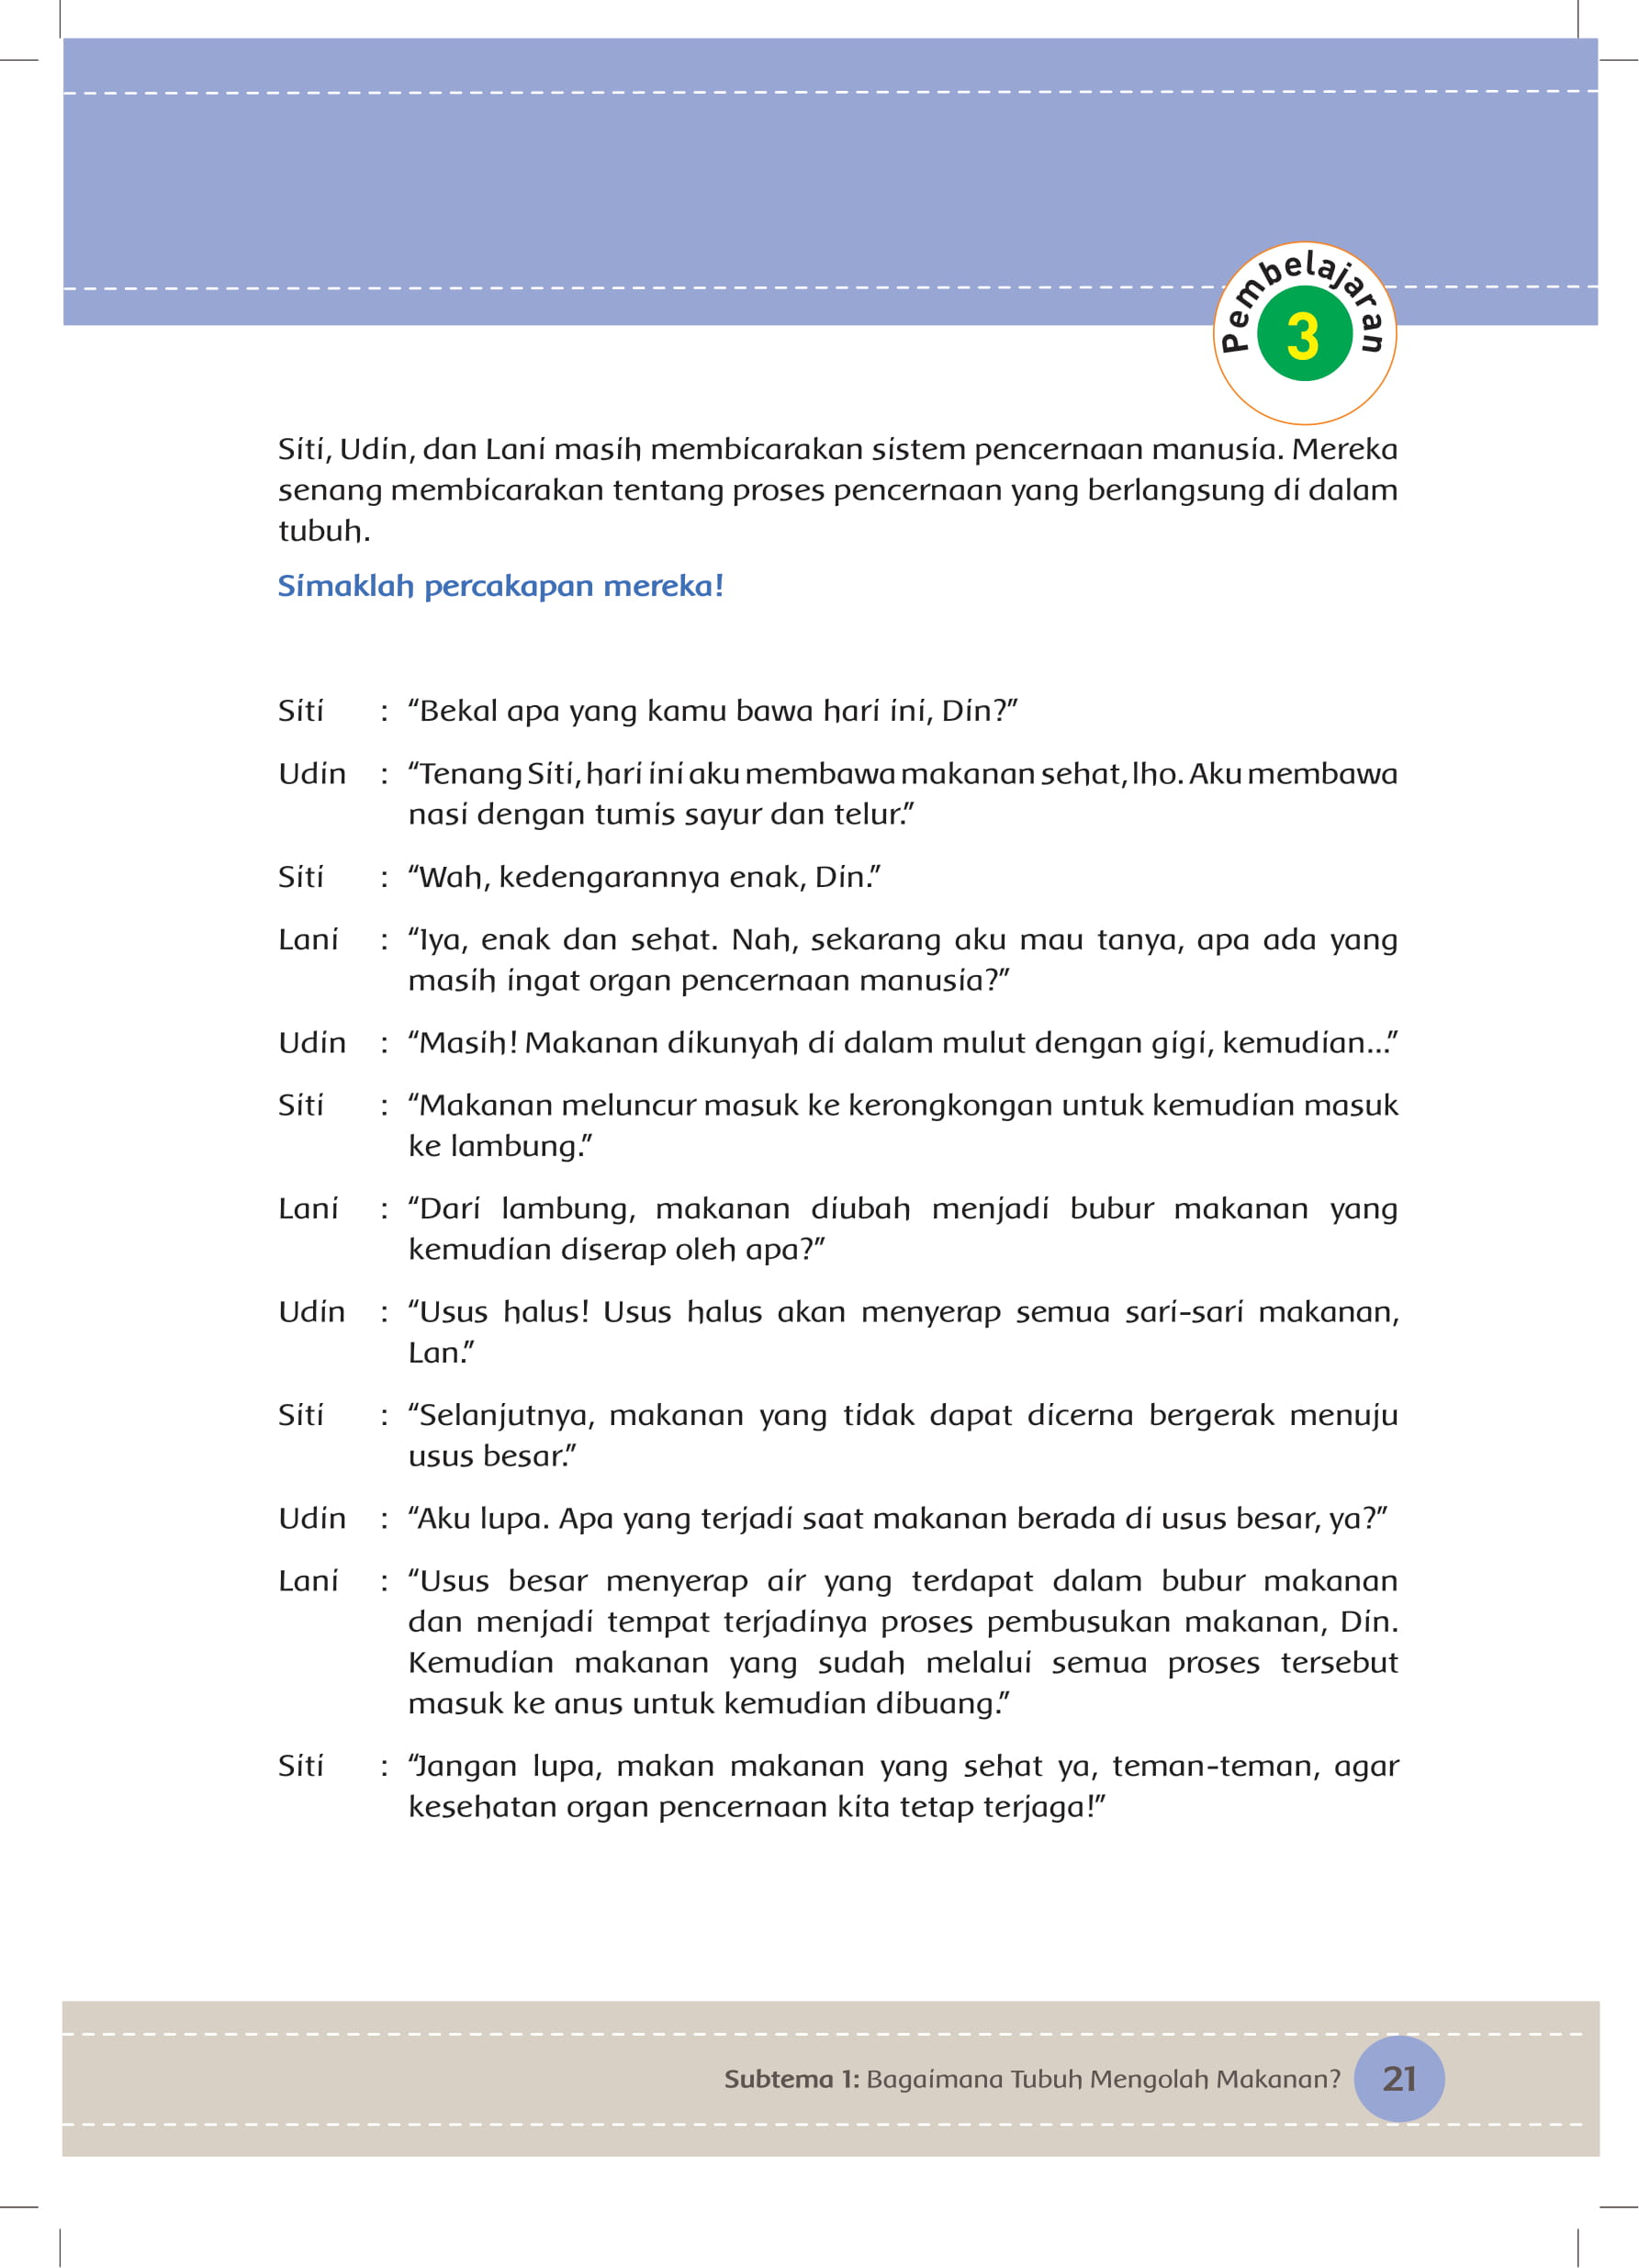 Pembelajaran
3
Siti, Udin, dan Lani masih membicarakan sistem pencernaan manusia. Mereka
senang membicarakan tentang proses pencernaan yang berlangsung di dalam
tubuh.
Simaklah percakapan mereka!
Siti : “Bekal apa yang kamu bawa hari ini, Din?”
Udin : “Tenang Siti, hari ini aku membawa makanan sehat, lho. Aku membawa
nasi dengan tumis sayur dan telur.”
Siti : “Wah, kedengarannya enak, Din.”
Lani : “Iya, enak dan sehat. Nah, sekarang aku mau tanya, apa ada yang
masih ingat organ pencernaan manusia?”
Udin : “Masih! Makanan dikunyah di dalam mulut dengan gigi, kemudian...”
Siti : “Makanan meluncur masuk ke kerongkongan untuk kemudian masuk
ke lambung.”
Lani : “Dari lambung, makanan diubah menjadi bubur makanan yang
kemudian diserap oleh apa?”
Udin : “Usus halus! Usus halus akan menyerap semua sari-sari makanan,
Lan.”
Siti : “Selanjutnya, makanan yang tidak dapat dicerna bergerak menuju
usus besar.”
Udin : “Aku lupa. Apa yang terjadi saat makanan berada di usus besar, ya?”
Lani : “Usus besar menyerap air yang terdapat dalam bubur makanan
dan menjadi tempat terjadinya proses pembusukan makanan, Din.
Kemudian makanan yang sudah melalui semua proses tersebut
masuk ke anus untuk kemudian dibuang.”
Siti : “Jangan lupa, makan makanan yang sehat ya, teman-teman, agar
kesehatan organ pencernaan kita tetap terjaga!”
Subtema 1: Bagaimana Tubuh Mengolah Makanan? 21